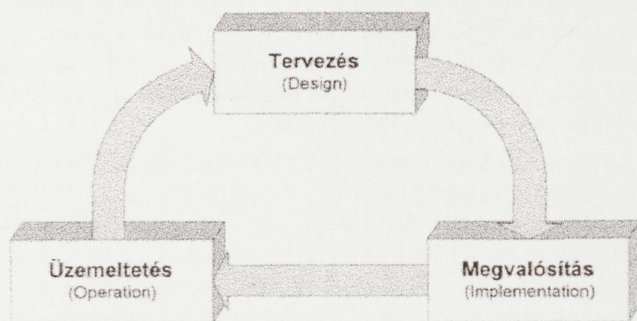 Tervezés
(Design)
Üzemeltetés
(Operation)
Megvalósítás
(Implementation)